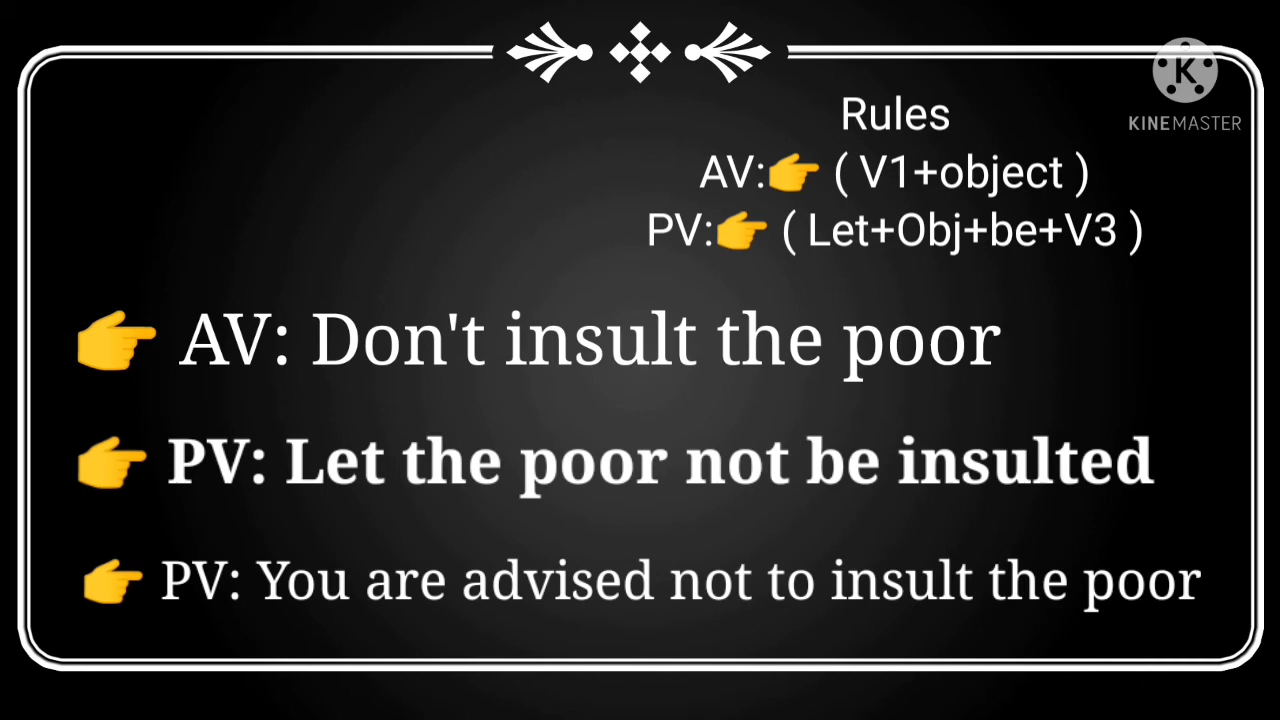 Rules
AV:👉 ( V1+object )
PV:👉 ( Let+Obj+be+V3 )
K
KINEMASTER
👉 AV: Don't insult the poor
👉 PV: Let the poor not be insulted
👉 PV: You are advised not to insult the poor